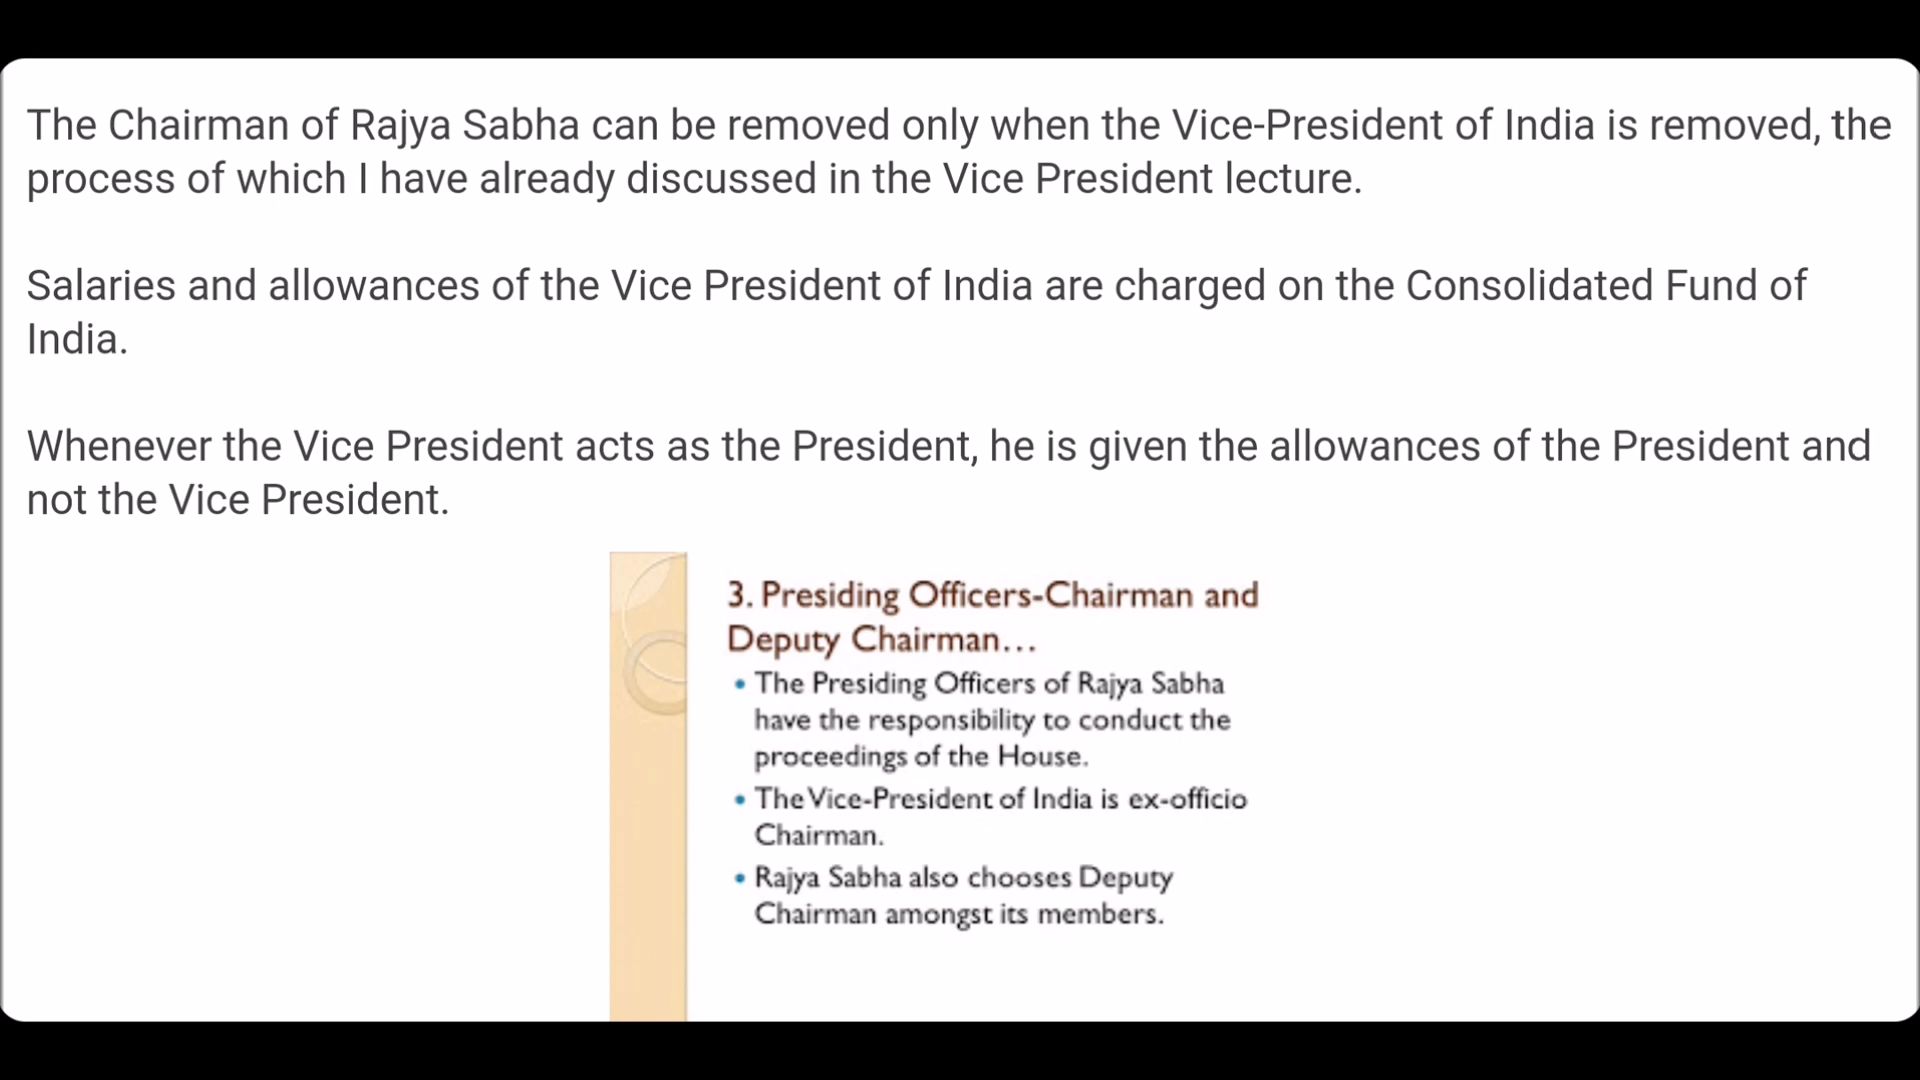 The Chairman of Rajya Sabha can be removed only when the Vice-President of India is removed, the
process of which I have already discussed in the Vice President lecture.
Salaries and allowances of the Vice President of India are charged on the Consolidated Fund of
India.
Whenever the Vice President acts as the President, he is given the allowances of the President and
not the Vice President.
3. Presiding Officers-Chairman and
Deputy Chairman...
• The Presiding Officers of Rajya Sabha
have the responsibility to conduct the
proceedings of the House.
• The Vice-President of India is ex-officio
Chairman.
• Rajya Sabha also chooses Deputy
Chairman amongst its members.